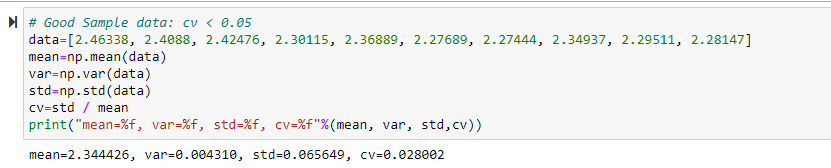 # Good Sample data: cv < 0.05
data=[2.46338, 2.4088, 2.42476, 2.30115, 2.36889, 2.27689, 2.27444, 2.34937, 2.29511, 2.28147]
mean=np.mean(data)
var=np.var(data)
std=np.std(data)
cv=std / mean
print("mean=%f, var=%f, std=%f, cv=%f"%(mean, var, std,cv))
mean=2.344426, var=0.004310, std=0.065649, cv=0.028002